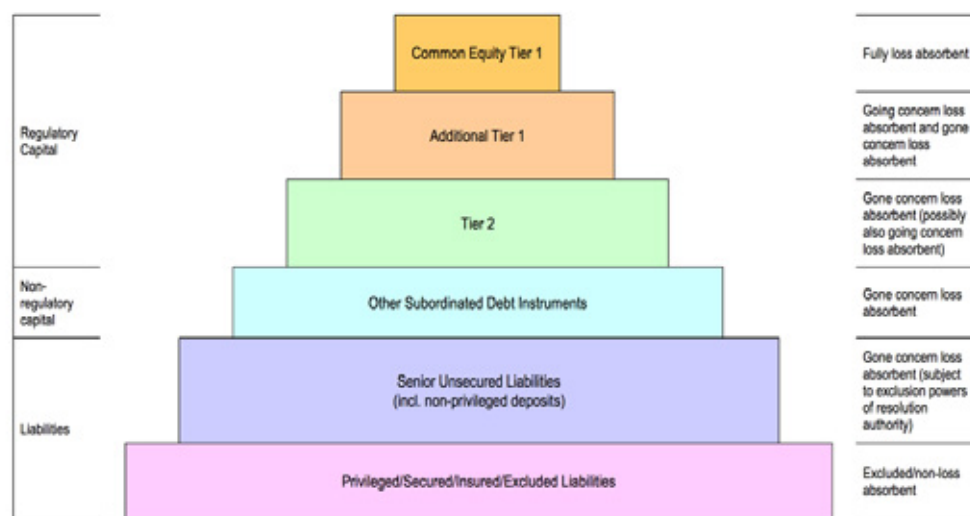 Common Equity Tier 1
Fully loss absorbent
Regulatory
Capital
Additional Tier 1
Going concern loss
absorbent and gone
concern loss
absorbent
Tier 2
Gone concern loss
absorbent (possibly
also going concern
loss absorbent)
Non-
regulatory
capital
Other Subordinated Debt Instruments
Gone concern loss
absorbent
Liabilities
Senior Unsecured Liabilities
(incl. non-privileged deposits)
Gone concern loss
absorbent (subject
to exclusion powers
of resolution
authority)
Privileged/Secured/Insured/Excluded Liabilities
Excluded/non-loss
absorbent